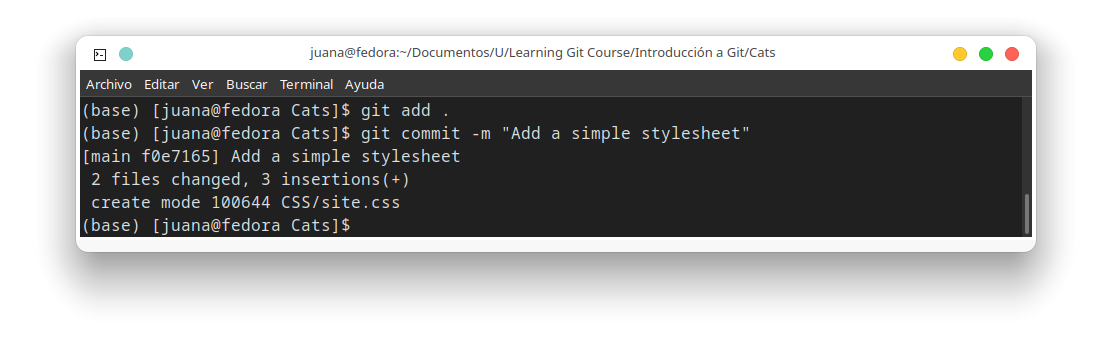 juana@fedora:~/Documentos/U/Learning Git Course/Introducción a Git/Cats
Archivo Editar Ver Buscar Terminal Ayuda
(base) [juana@fedora Cats]$ git add .
(base) [juana@fedora Cats]$ git commit -m "Add a simple stylesheet"
[main f0e7165] Add a simple stylesheet
 2 files changed, 3 insertions(+)
 create mode 100644 CSS/site.css
(base) [juana@fedora Cats]$